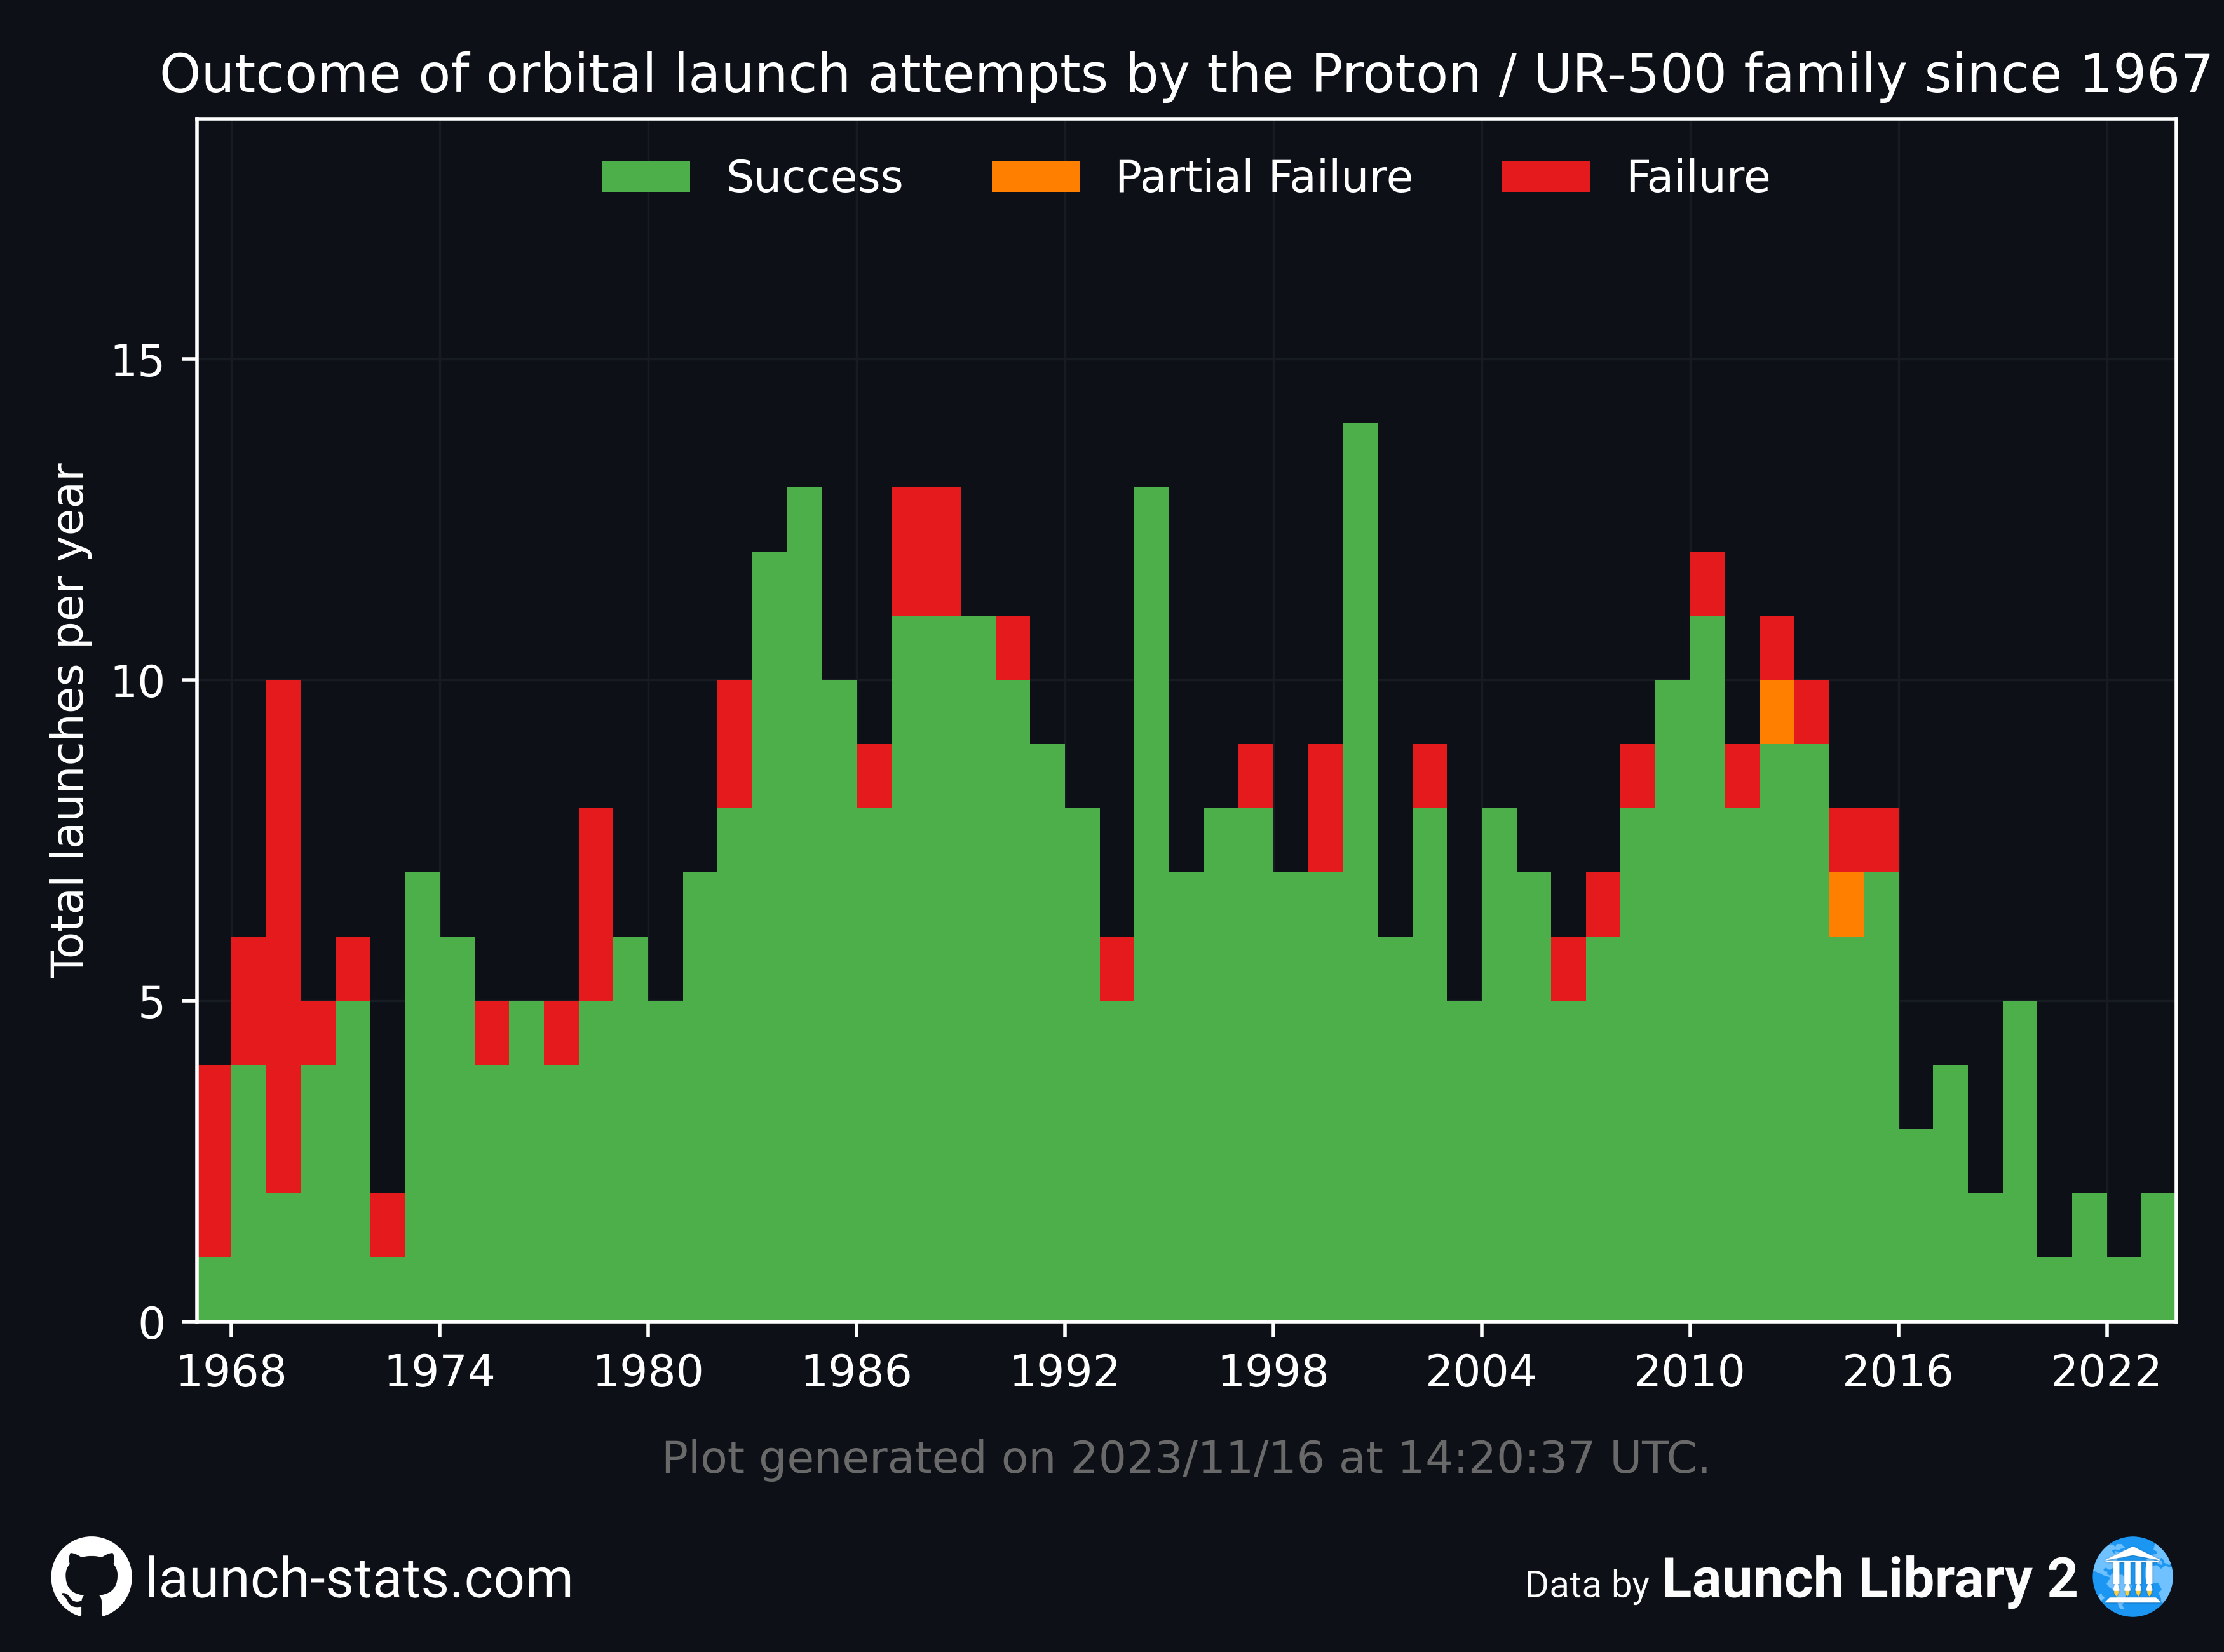 Outcome of orbital launch attempts by the Proton / UR-500 family since 1967
Success Partial Failure Failure
Total launches per year
15
10
5
0
1968 1974 1980 1986 1992 1998 2004 2010 2016 2022
Plot generated on 2023/11/16 at 14:20:37 UTC.
launch-stats.com
Data by Launch Library 2